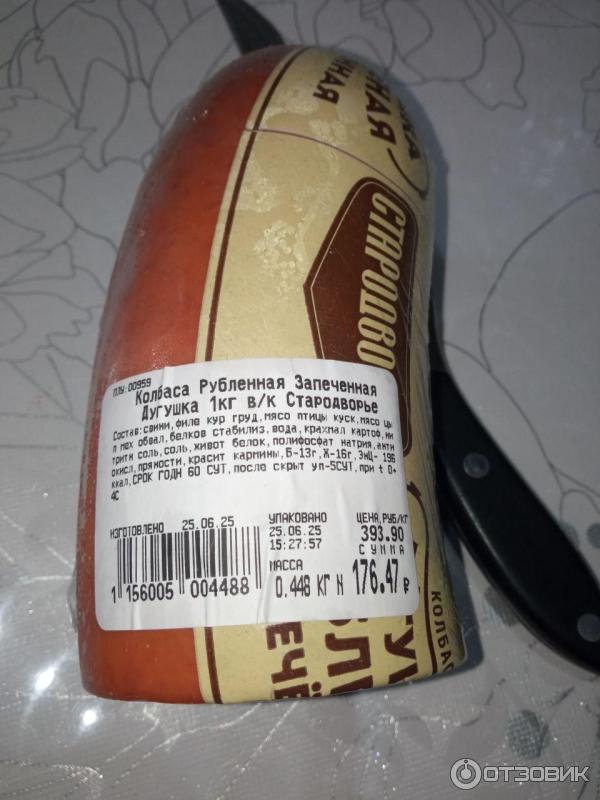 СТАРОДВО
ПЛУ:00959
Колбаса Рубленная Запеченная
Дугушка 1кг в/к Стародворье
Состав:свини,филе кур груд,мясо птицы куск,мясо цы
п мех обвал,белков стабилиз,вода,крахмал картоф,ни
тритн соль,соль,живот белок,полифосфат натрия,анти
окисл,пряности,красит кармины,Б-13г,Ж-16г,ЭнЦ- 196
ккал,СРОК ГОДН 60 СУТ,после скрыт уп-5СУТ,при t 0+
4С
ИЗГОТОВЛЕНО 25.06.25
УПАКОВАНО
25.06.25
15:27:57
ЦЕНА,РУБ/КГ
393.90
СУММА
МАССА
0.448 КГ N
176.47 ₽
1 156005 004488
КОЛБАС
ОТЗОВИК